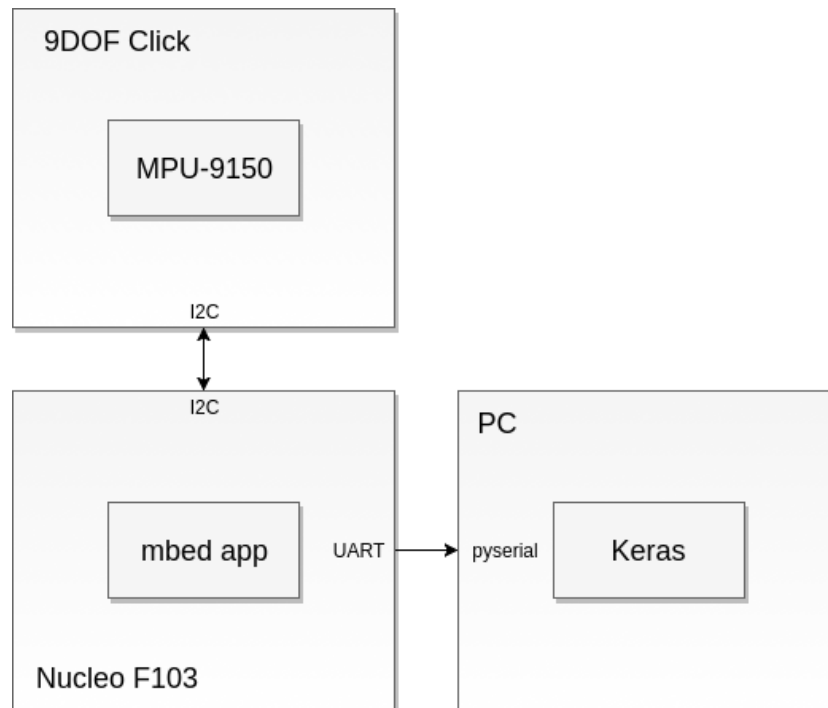 9DOF Click
MPU-9150
I2C
I2C
mbed app
UART
Nucleo F103
PC
pyserial
Keras